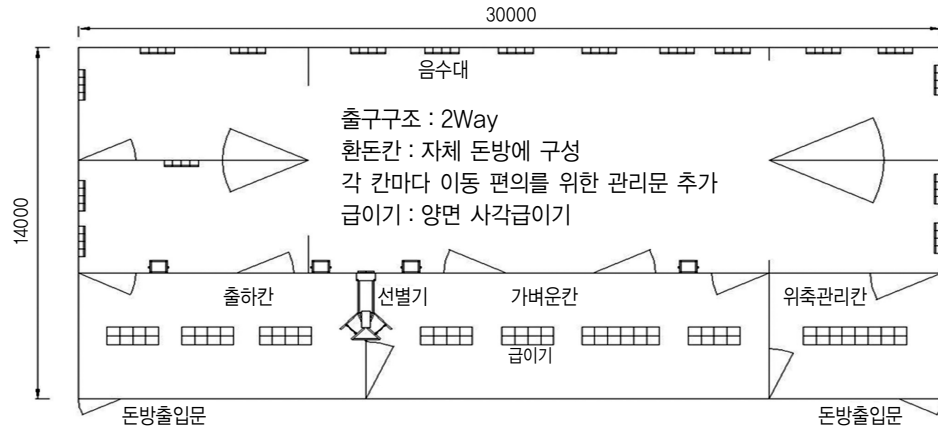 30000
음수대
출구구조 : 2Way
환돈칸 : 자체 돈방에 구성
각 칸마다 이동 편의를 위한 관리문 추가
급이기 : 양면 사각급이기
14000
출하칸
선별기
가벼운칸
위축관리칸
급이기
돈방출입문
돈방출입문